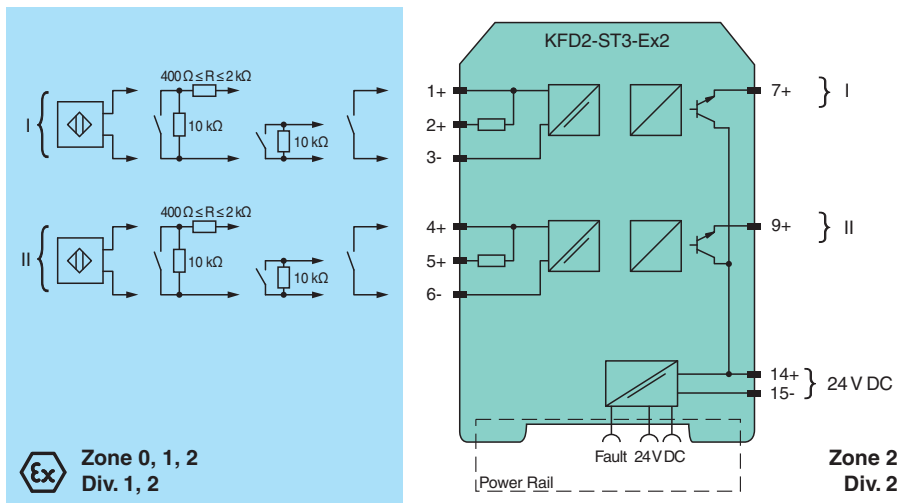 KFD2-ST3-Ex2
400 Ω ≤ R ≤ 2 kΩ
I
10 kΩ
10 kΩ
1+
2+
3-
7+
I
400 Ω ≤ R ≤ 2 kΩ
II
10 kΩ
10 kΩ
4+
5+
6-
9+
II
14+
15-
24 V DC
Fault 24 V DC
Power Rail
Ex
Zone 0, 1, 2
Div. 1, 2
Zone 2
Div. 2